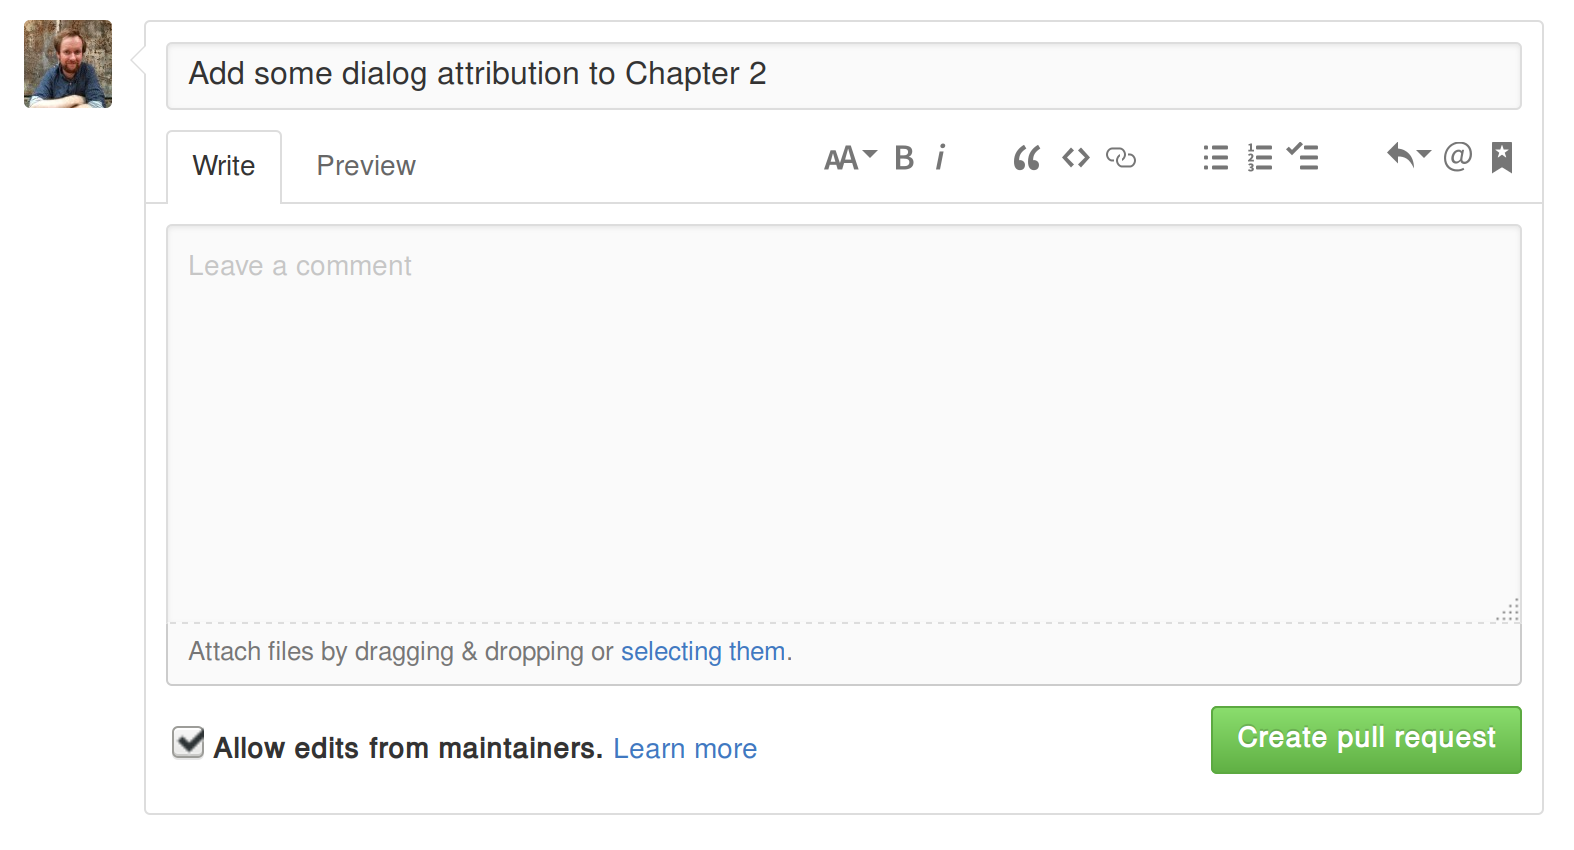 Add some dialog attribution to Chapter 2
Write Preview AA B i @
Leave a comment
Attach files by dragging & dropping or selecting them.
Allow edits from maintainers. Learn more Create pull request